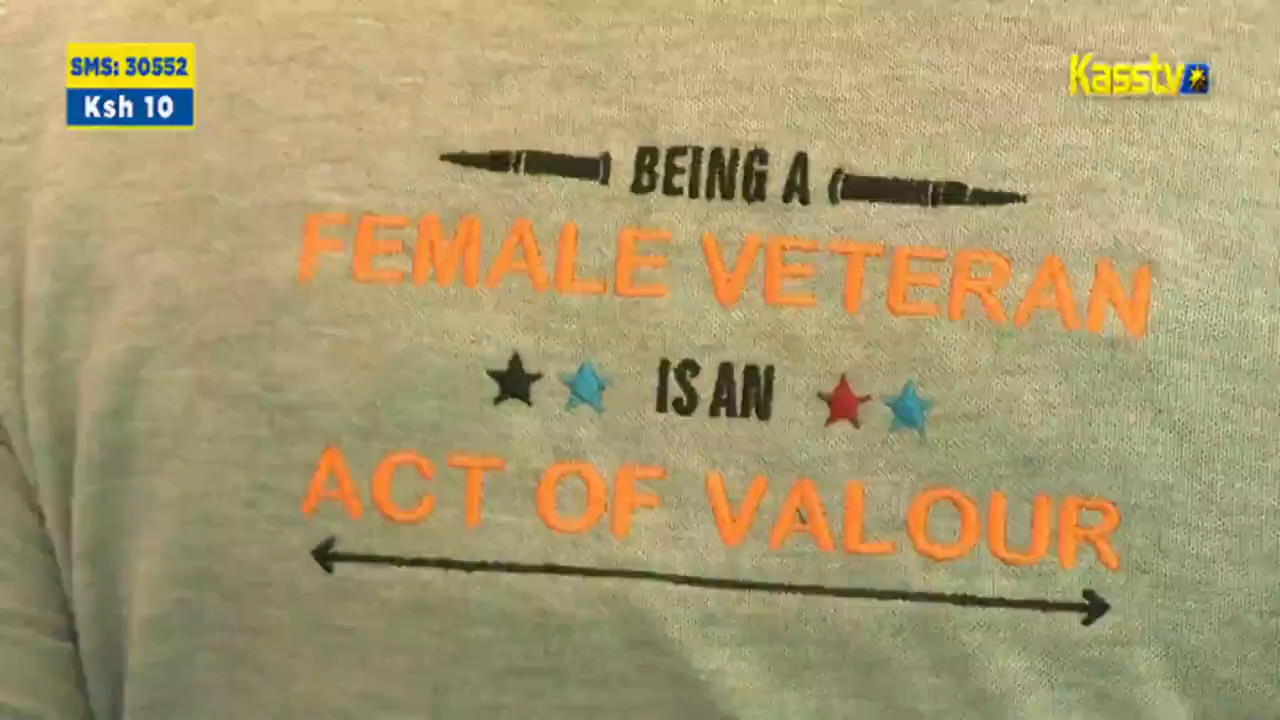 SMS: 30552
Ksh 10
Kasstv
BEING A
FEMALE VETERAN
IS AN
ACT OF VALOUR